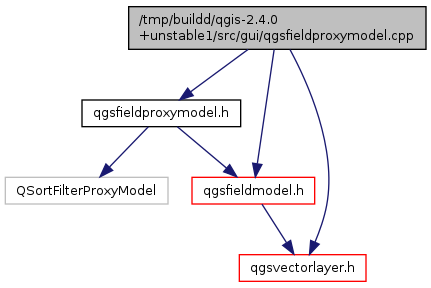 /tmp/buildd/qgis-2.4.0
+unstable1/src/gui/qgsfieldproxymodel.cpp
qgsfieldproxymodel.h
QSortFilterProxyModel
qgsfieldmodel.h
qgsvectorlayer.h